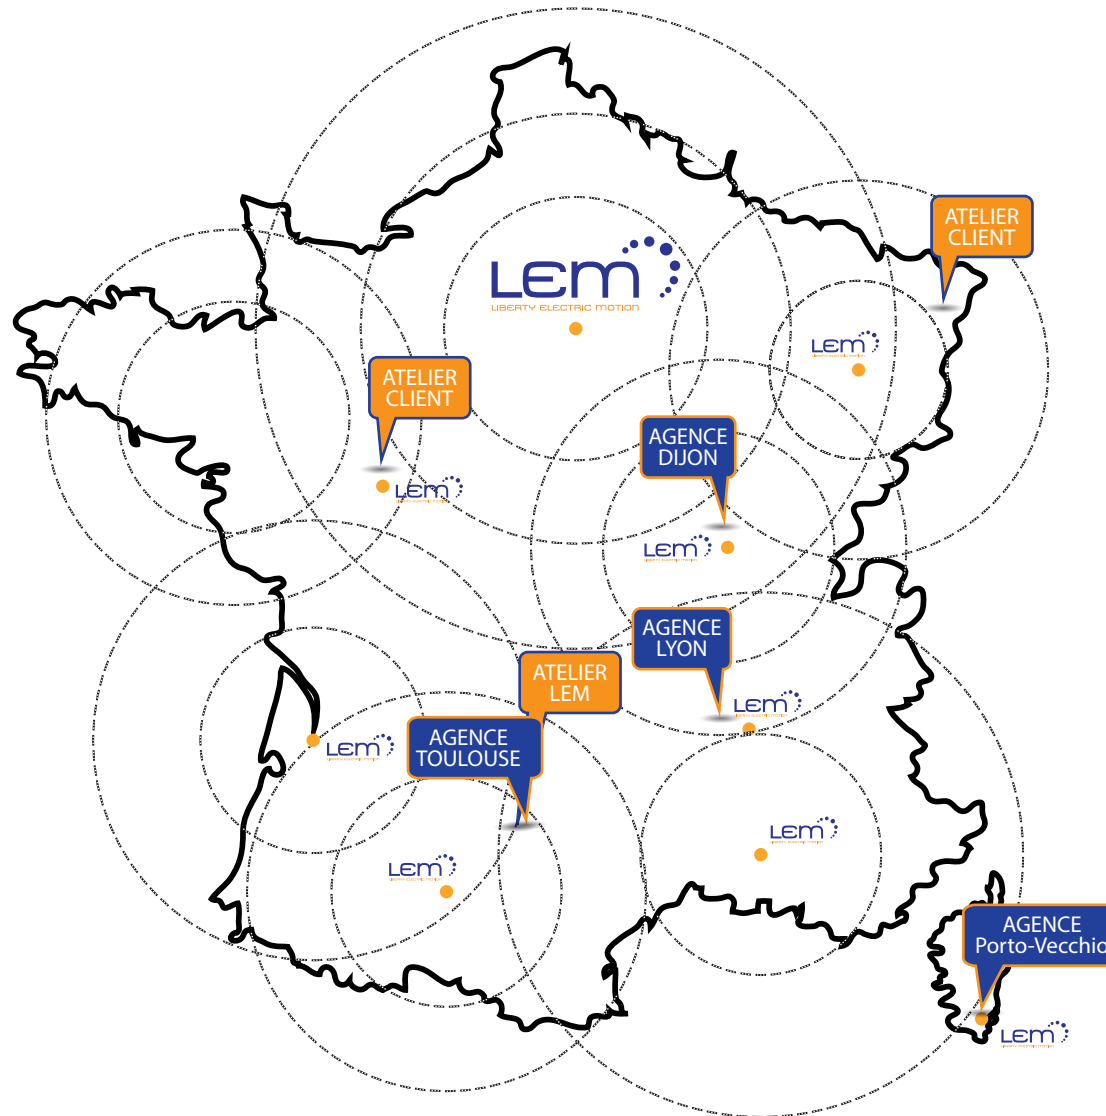 ATELIER
CLIENT
LEM
LIBERTY ELECTRIC MOTION
LEM
ATELIER
CLIENT
AGENCE
DIJON
LEM
LEM
AGENCE
LYON
ATELIER
LEM
LEM
AGENCE
TOULOUSE
LEM
LEM
LEM
AGENCE
Porto-Vecchio
LEM